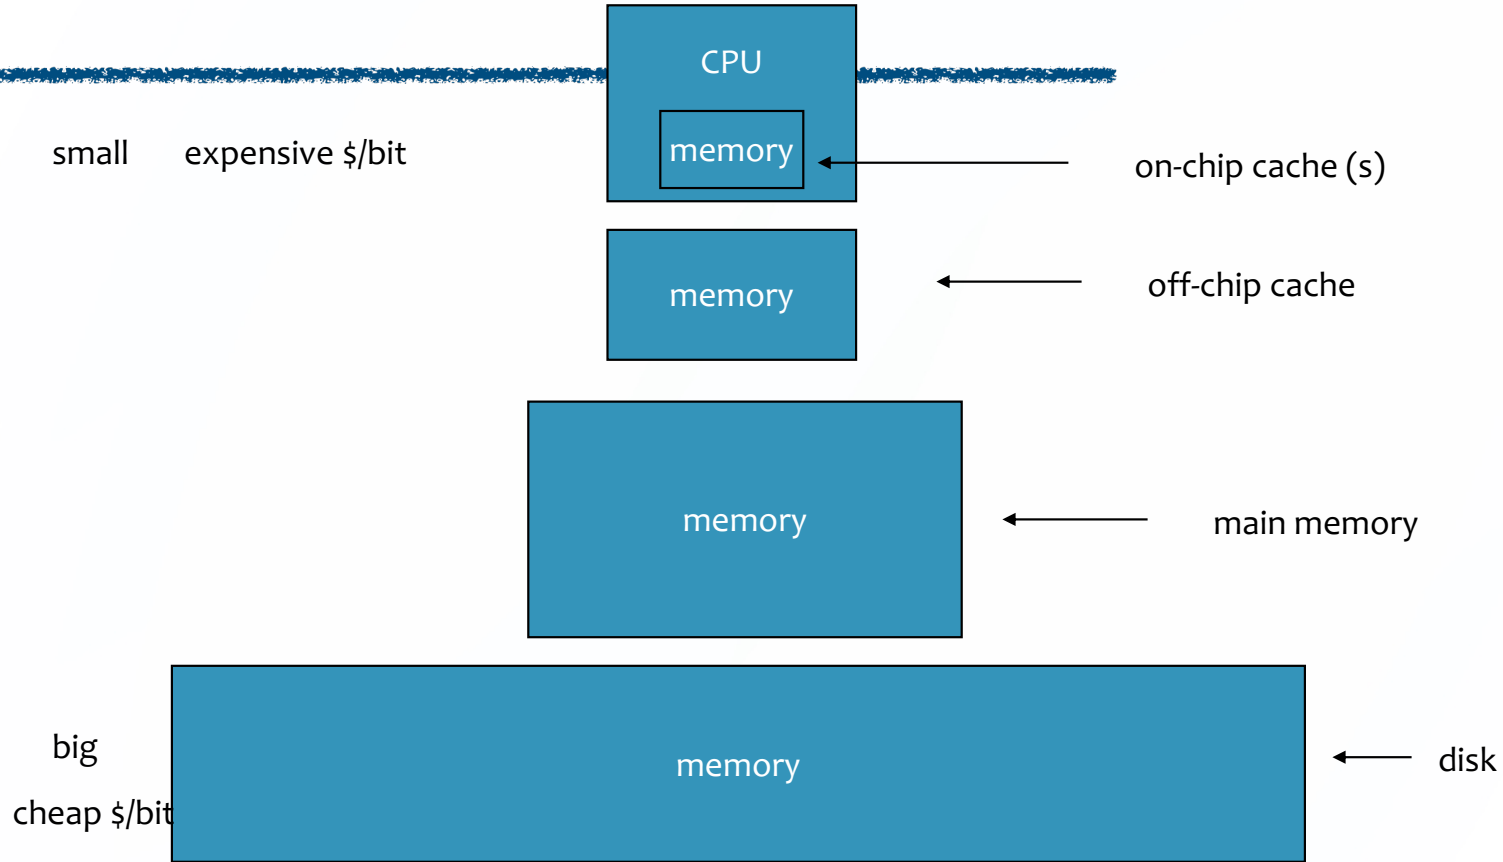 CPU
small expensive $/bit
memory
on-chip cache (s)
memory
off-chip cache
memory
main memory
big
memory
disk
cheap $/bit